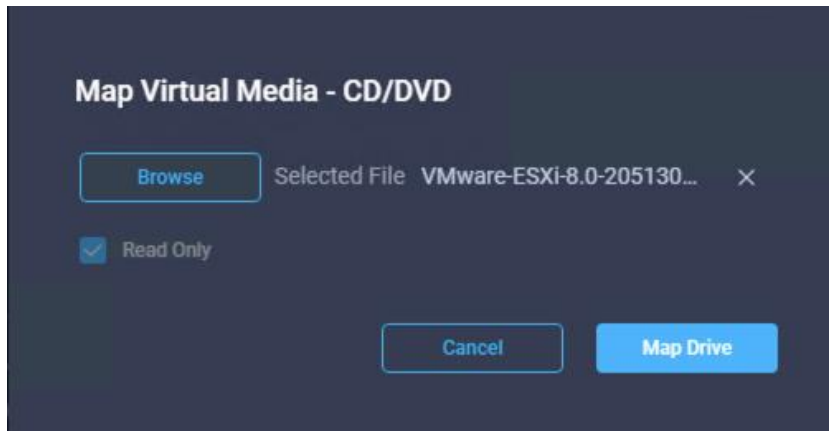 Map Virtual Media - CD/DVD
Browse Selected File VMware-ESXi-8.0-205130...
Read Only
Cancel Map Drive